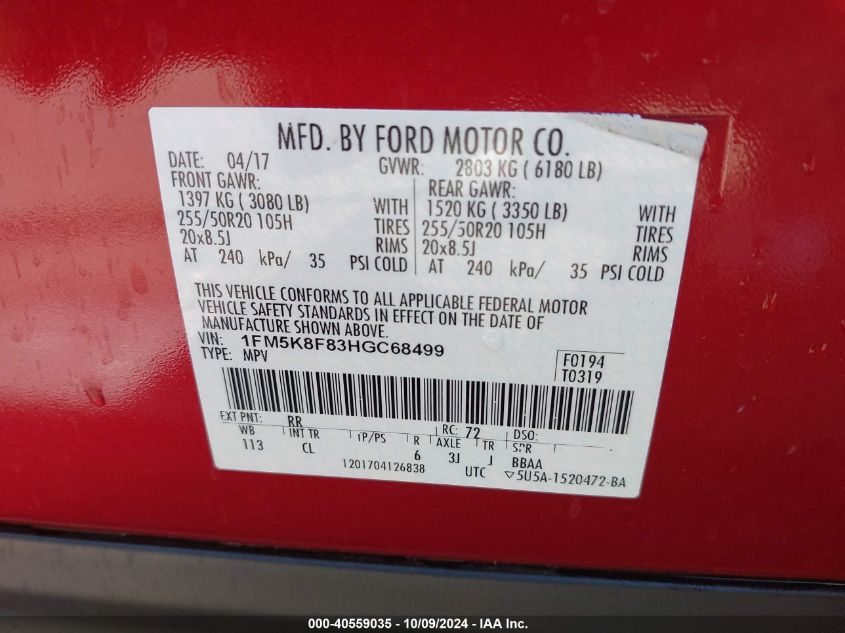 MFD. BY FORD MOTOR CO.
DATE: 04/17 GVWR: 2803 KG ( 6180 LB)
FRONT GAWR: REAR GAWR:
1397 KG ( 3080 LB) WITH 1520 KG ( 3350 LB) WITH
255/50R20 105H TIRES 255/50R20 105H TIRES
20x8.5J RIMS 20x8.5J RIMS
AT 240 kPa/ 35 PSI COLD AT 240 kPa/ 35 PSI COLD
THIS VEHICLE CONFORMS TO ALL APPLICABLE FEDERAL MOTOR
VEHICLE SAFETY STANDARDS IN EFFECT ON THE DATE OF
MANUFACTURE SHOWN ABOVE.
VIN: 1FM5K8F83HGC68499
TYPE: MPV
F0194
T0319
EXT PNT: RR RC: 72 DSO:
WB INT TR TP/PS R AXLE TR SPR
113 CL 6 3J J BBAA
1201704126838 UTC ▽5U5A-1520472-BA
000-40559035 - 10/09/2024 - IAA Inc.